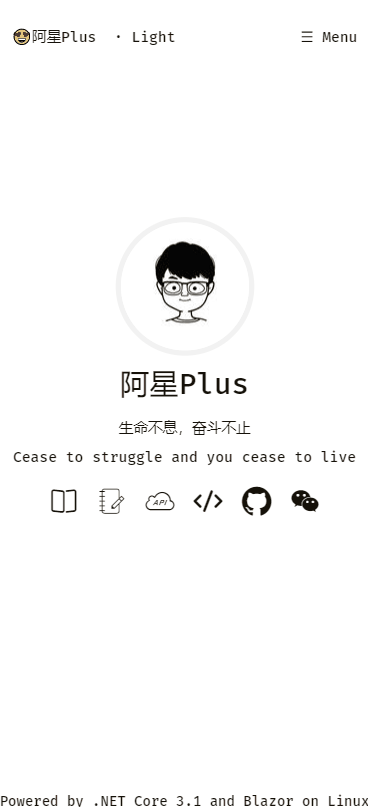 阿星Plus · Light ☰ Menu
阿星Plus
生命不息，奋斗不止
Cease to struggle and you cease to live
API
Powered by .NET Core 3.1 and Blazor on Linux